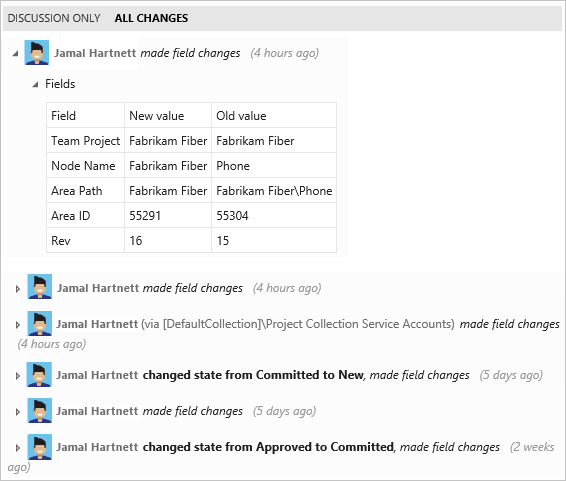 DISCUSSION ONLY ALL CHANGES
Jamal Hartnett made field changes (4 hours ago)
Fields
Field New value Old value
Team Project Fabrikam Fiber Fabrikam Fiber
Node Name Fabrikam Fiber Phone
Area Path Fabrikam Fiber Fabrikam Fiber\Phone
Area ID 55291 55304
Rev 16 15
Jamal Hartnett made field changes (4 hours ago)
Jamal Hartnett (via [DefaultCollection]\Project Collection Service Accounts) made field changes
(4 hours ago)
Jamal Hartnett changed state from Committed to New, made field changes (5 days ago)
Jamal Hartnett made field changes (5 days ago)
Jamal Hartnett changed state from Approved to Committed, made field changes (2 weeks
ago)